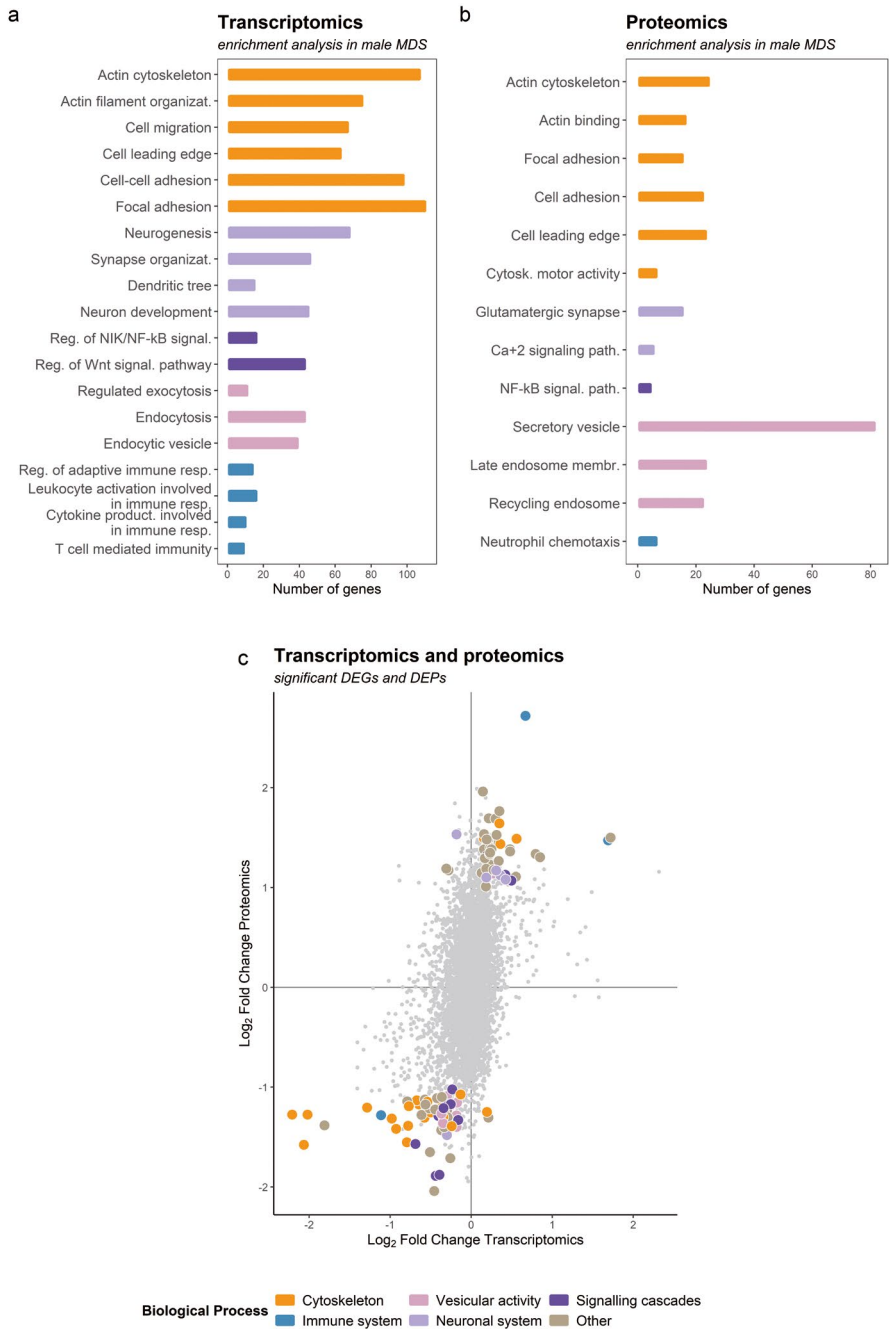 a
Transcriptomics
enrichment analysis in male MDS
Actin cytoskeleton
Actin filament organizat.
Cell migration
Cell leading edge
Cell-cell adhesion
Focal adhesion
Neurogenesis
Synapse organizat.
Dendritic tree
Neuron development
Reg. of NIK/NF-kB signal.
Reg. of Wnt signal. pathway
Regulated exocytosis
Endocytosis
Endocytic vesicle
Reg. of adaptive immune resp.
Leukocyte activation involved
in immune resp.
Cytokine product. involved
in immune resp.
T cell mediated immunity
0 20 40 60 80 100
Number of genes
b
Proteomics
enrichment analysis in male MDS
Actin cytoskeleton
Actin binding
Focal adhesion
Cell adhesion
Cell leading edge
Cytosk. motor activity
Glutamatergic synapse
Ca+2 signaling path.
NF-kB signal. path.
Secretory vesicle
Late endosome membr.
Recycling endosome
Neutrophil chemotaxis
0 20 40 60 80
Number of genes
c
Transcriptomics and proteomics
significant DEGs and DEPs
Log2 Fold Change Proteomics
2
1
0
-1
-2
-2 -1 0 1 2
Log2 Fold Change Transcriptomics
Biological Process
Cytoskeleton Vesicular activity Signalling cascades
Immune system Neuronal system Other